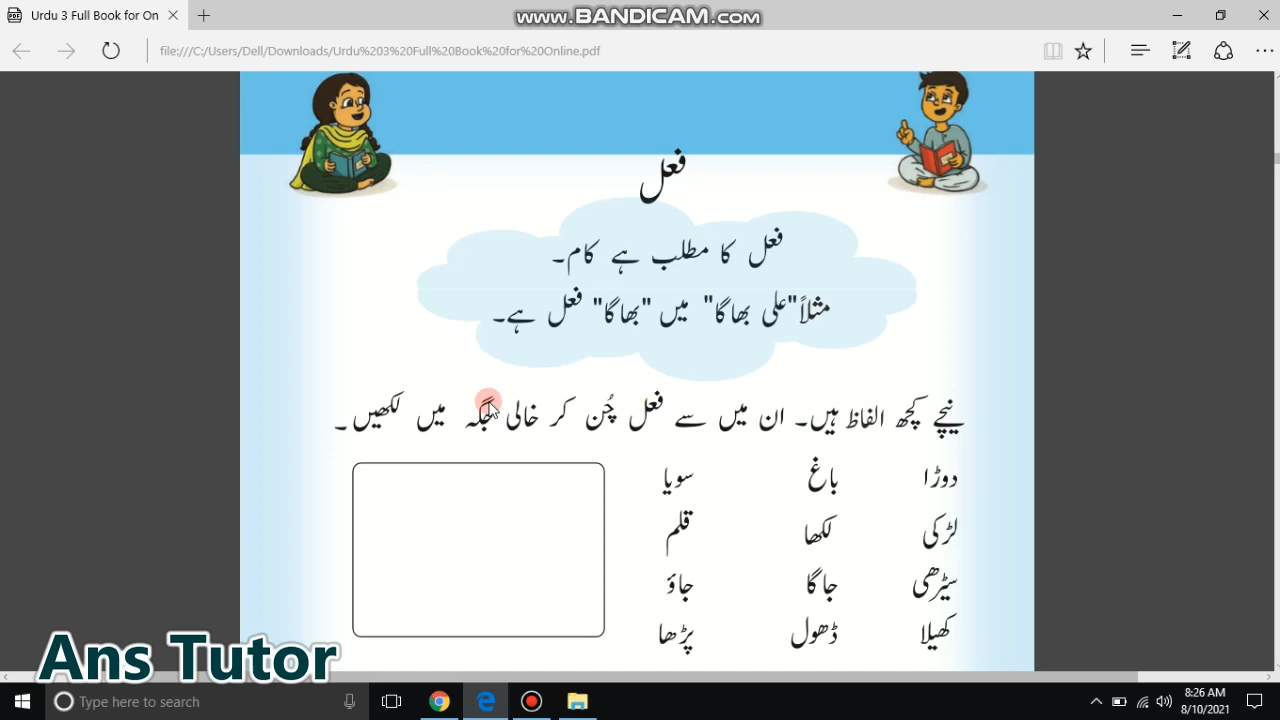 Urdu 3 Full Book for On
www.BANDICAM.com
file:///C:/Users/Dell/Downloads/Urdu%203%20Full%20Book%20for%20Online.pdf
فعل
فعل کا مطلب ہے کام۔
مثلاً "علی بھاگا" میں "بھاگا" فعل ہے۔
نیچے کچھ الفاظ ہیں۔ ان میں سے فعل چُن کر خالی جگہ میں لکھیں۔
دوڑا باغ سویا
لڑکی لکھا قلم
سیڑھی جاگا جاؤ
کھیلا ڈھول پڑھا
Ans Tutor
Type here to search
8:26 AM
8/10/2021